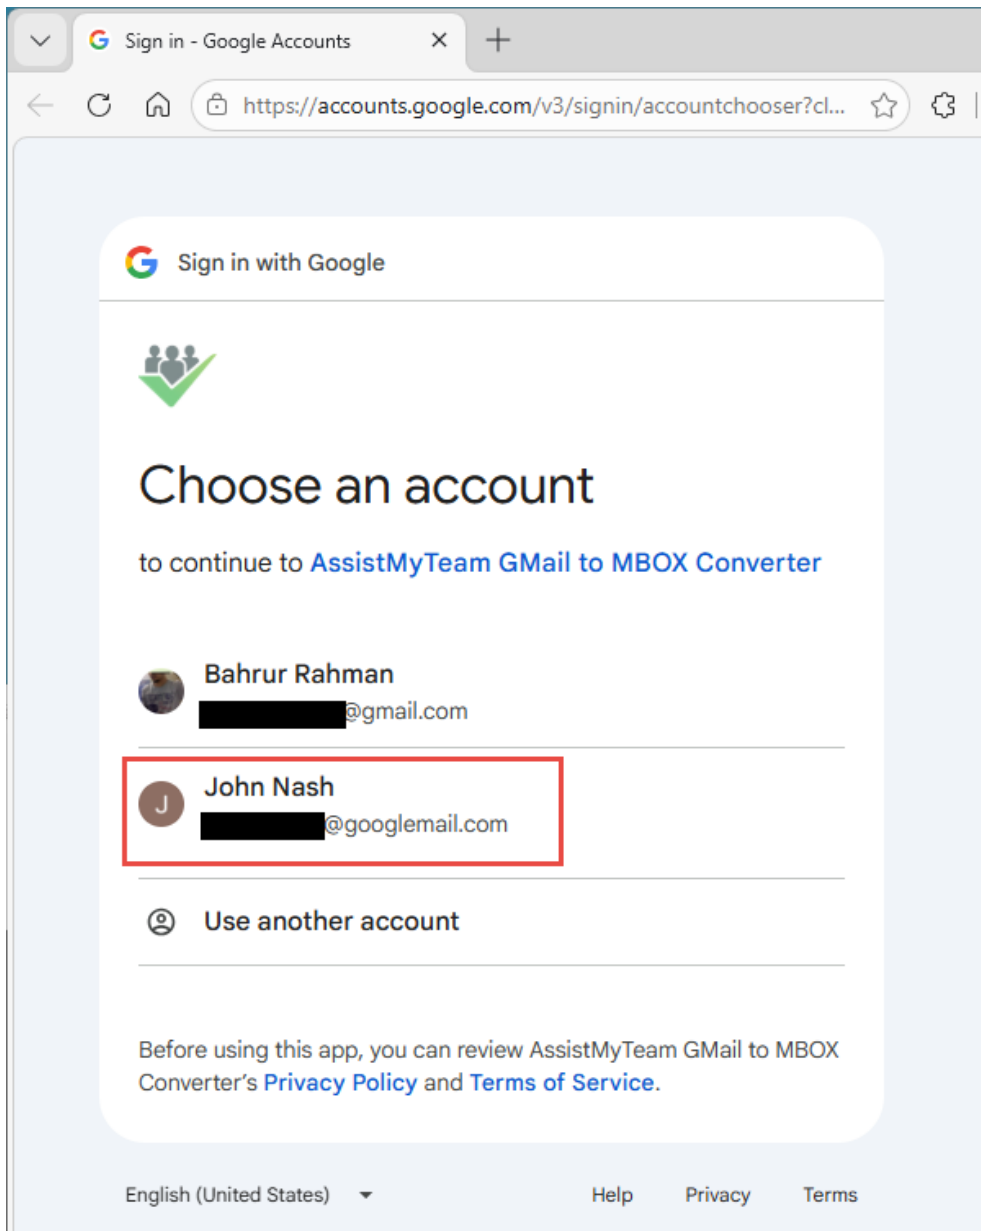 Sign in - Google Accounts
https://accounts.google.com/v3/signin/accountchooser?cl...
Sign in with Google
Choose an account
to continue to AssistMyTeam GMail to MBOX Converter
Bahrur Rahman
@gmail.com
J
John Nash
@googlemail.com
Use another account
Before using this app, you can review AssistMyTeam GMail to MBOX
Converter's Privacy Policy and Terms of Service.
English (United States)
Help Privacy Terms